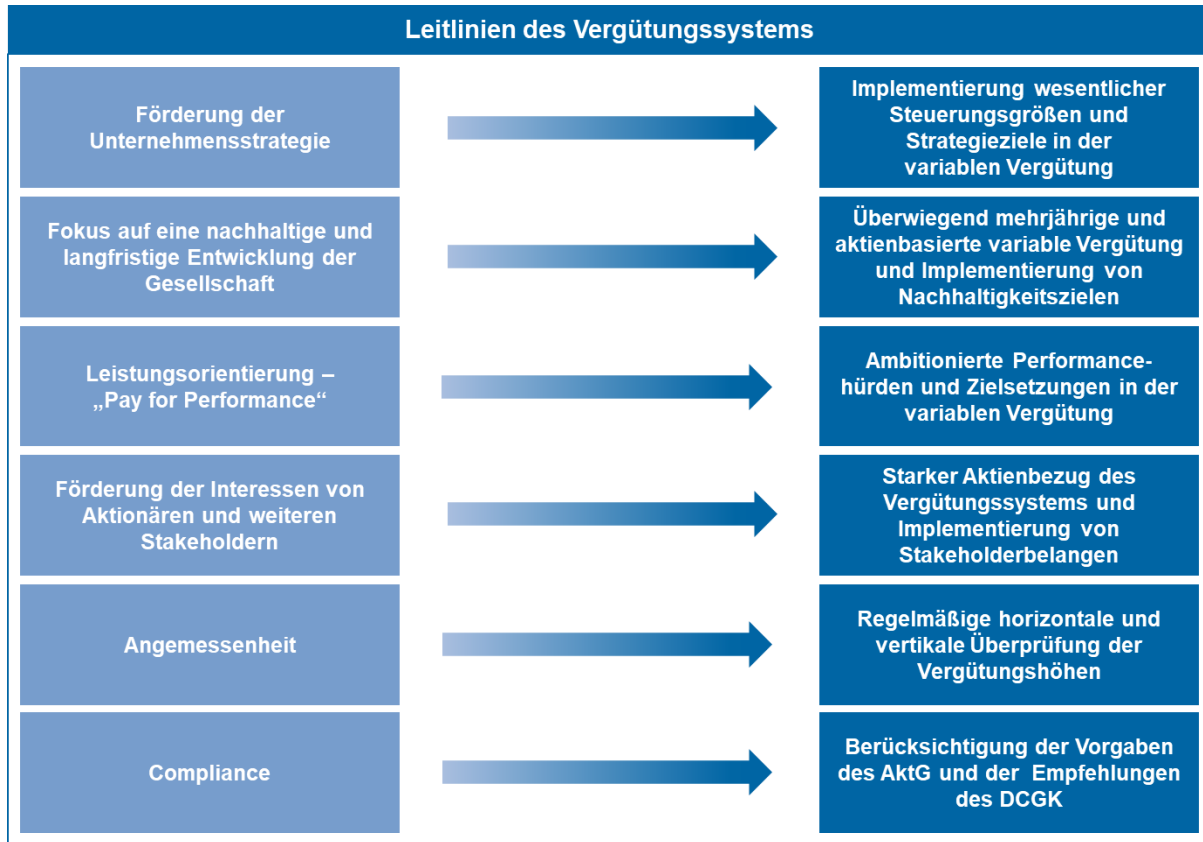 Leitlinien des Vergütungssystems
Förderung der
Unternehmensstrategie
Implementierung wesentlicher
Steuerungsgrößen und
Strategieziele in der
variablen Vergütung
Fokus auf eine nachhaltige und
langfristige Entwicklung der
Gesellschaft
Überwiegend mehrjährige und
aktienbasierte variable Vergütung
und Implementierung von
Nachhaltigkeitszielen
Leistungsorientierung –
„Pay for Performance“
Ambitionierte Performance-
hürden und Zielsetzungen in der
variablen Vergütung
Förderung der Interessen von
Aktionären und weiteren
Stakeholdern
Starker Aktienbezug des
Vergütungssystems und
Implementierung von
Stakeholderbelangen
Angemessenheit
Regelmäßige horizontale und
vertikale Überprüfung der
Vergütungshöhen
Compliance
Berücksichtigung der Vorgaben
des AktG und der Empfehlungen
des DCGK